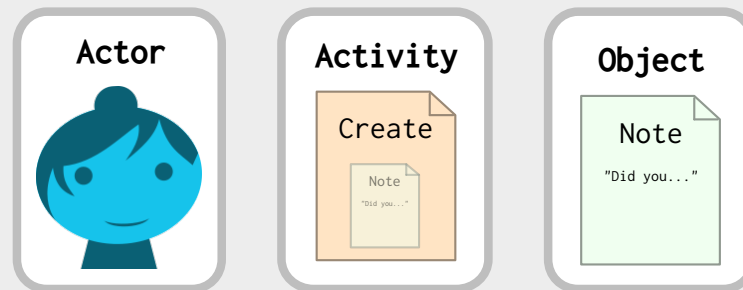 Actor
Activity
Create
Note
"Did you..."
Object
Note
"Did you..."